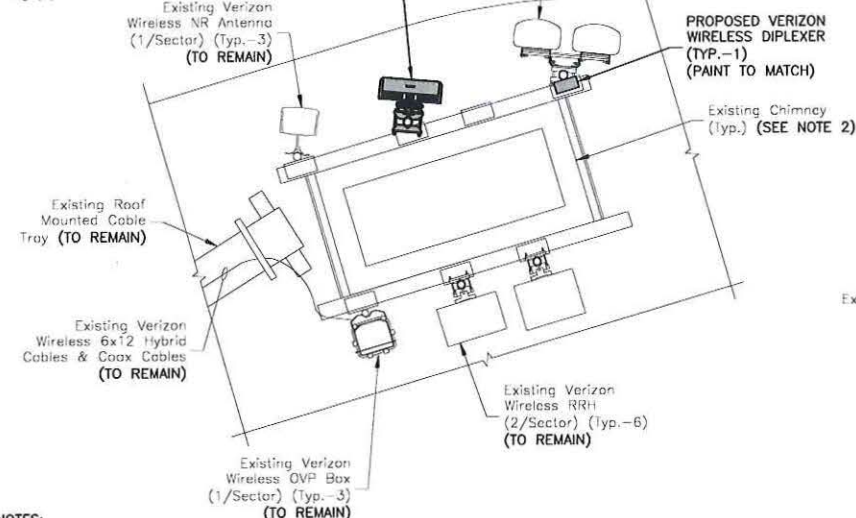 Existing Verizon
Wireless NR Antenna
(1/Sector) (Typ.-3)
(TO REMAIN)
PROPOSED VERIZON
WIRELESS DIPLEXER
(TYP.-1)
(PAINT TO MATCH)
Existing Chimney
(Typ.) (SEE NOTE 2)
Existing Roof
Mounted Cable
Tray (TO REMAIN)
Existing Verizon
Wireless 6x12 Hybrid
Cables & Coax Cables
(TO REMAIN)
Ex
Existing Verizon
Wireless RRH
(2/Sector) (Typ.-6)
(TO REMAIN)
Existing Verizon
Wireless OVP Box
(1/Sector) (Typ.-3)
(TO REMAIN)
NOTES: